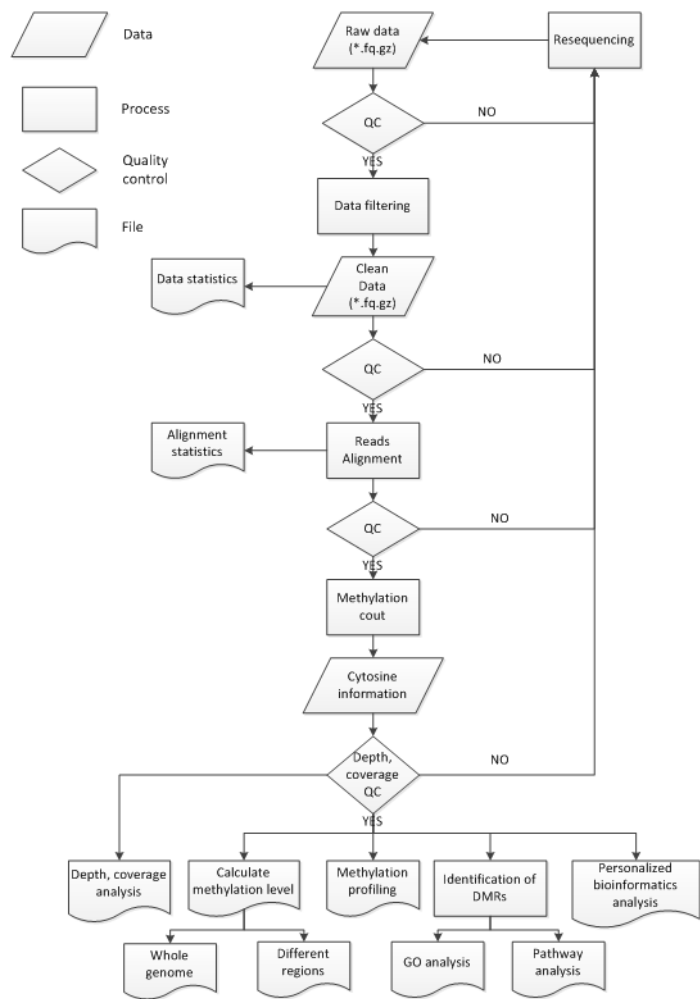 Data
Process
Quality
control
File
Raw data
(*.fq.gz)
Resequencing
QC
NO
YES
Data filtering
Clean
Data
(*.fq.gz)
Data statistics
QC
NO
YES
Reads
Alignment
Alignment
statistics
QC
NO
YES
Methylation
cout
Cytosine
information
Depth,
coverage
QC
NO
YES
Depth, coverage
analysis
Calculate
methylation level
Methylation
profiling
Identification of
DMRs
Personalized
bioinformatics
analysis
Whole
genome
Different
regions
GO analysis
Pathway
analysis